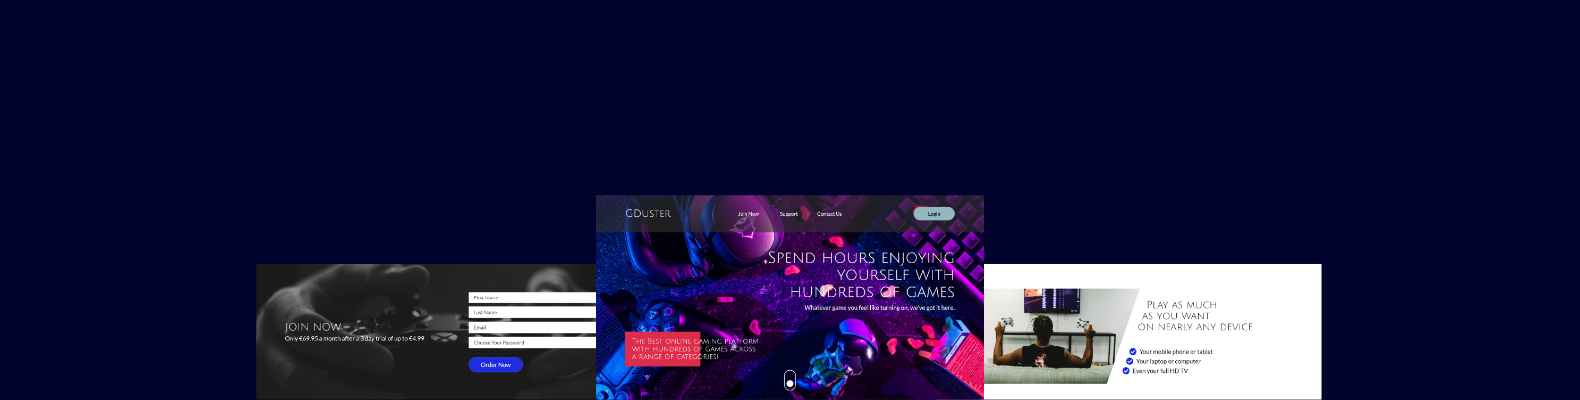 GDUSTER
Join Now
Support
Contact Us
Login
SPEND HOURS ENJOYING
YOURSELF WITH
HUNDREDS OF GAMES
Whatever game you feel like turning on, we've got it here.
THE BEST ONLINE GAMING PLATFORM
WITH HUNDREDS OF GAMES ACROSS
A RANGE OF CATEGORIES!
JOIN NOW
Only €69.95 a month after a 3 day trial of up to €4.99
First Name
Last Name
Email
Choose Your Password
Order Now
PLAY AS MUCH
AS YOU WANT
ON NEARLY ANY DEVICE
Your mobile phone or tablet
Your laptop or computer
Even your full HD TV